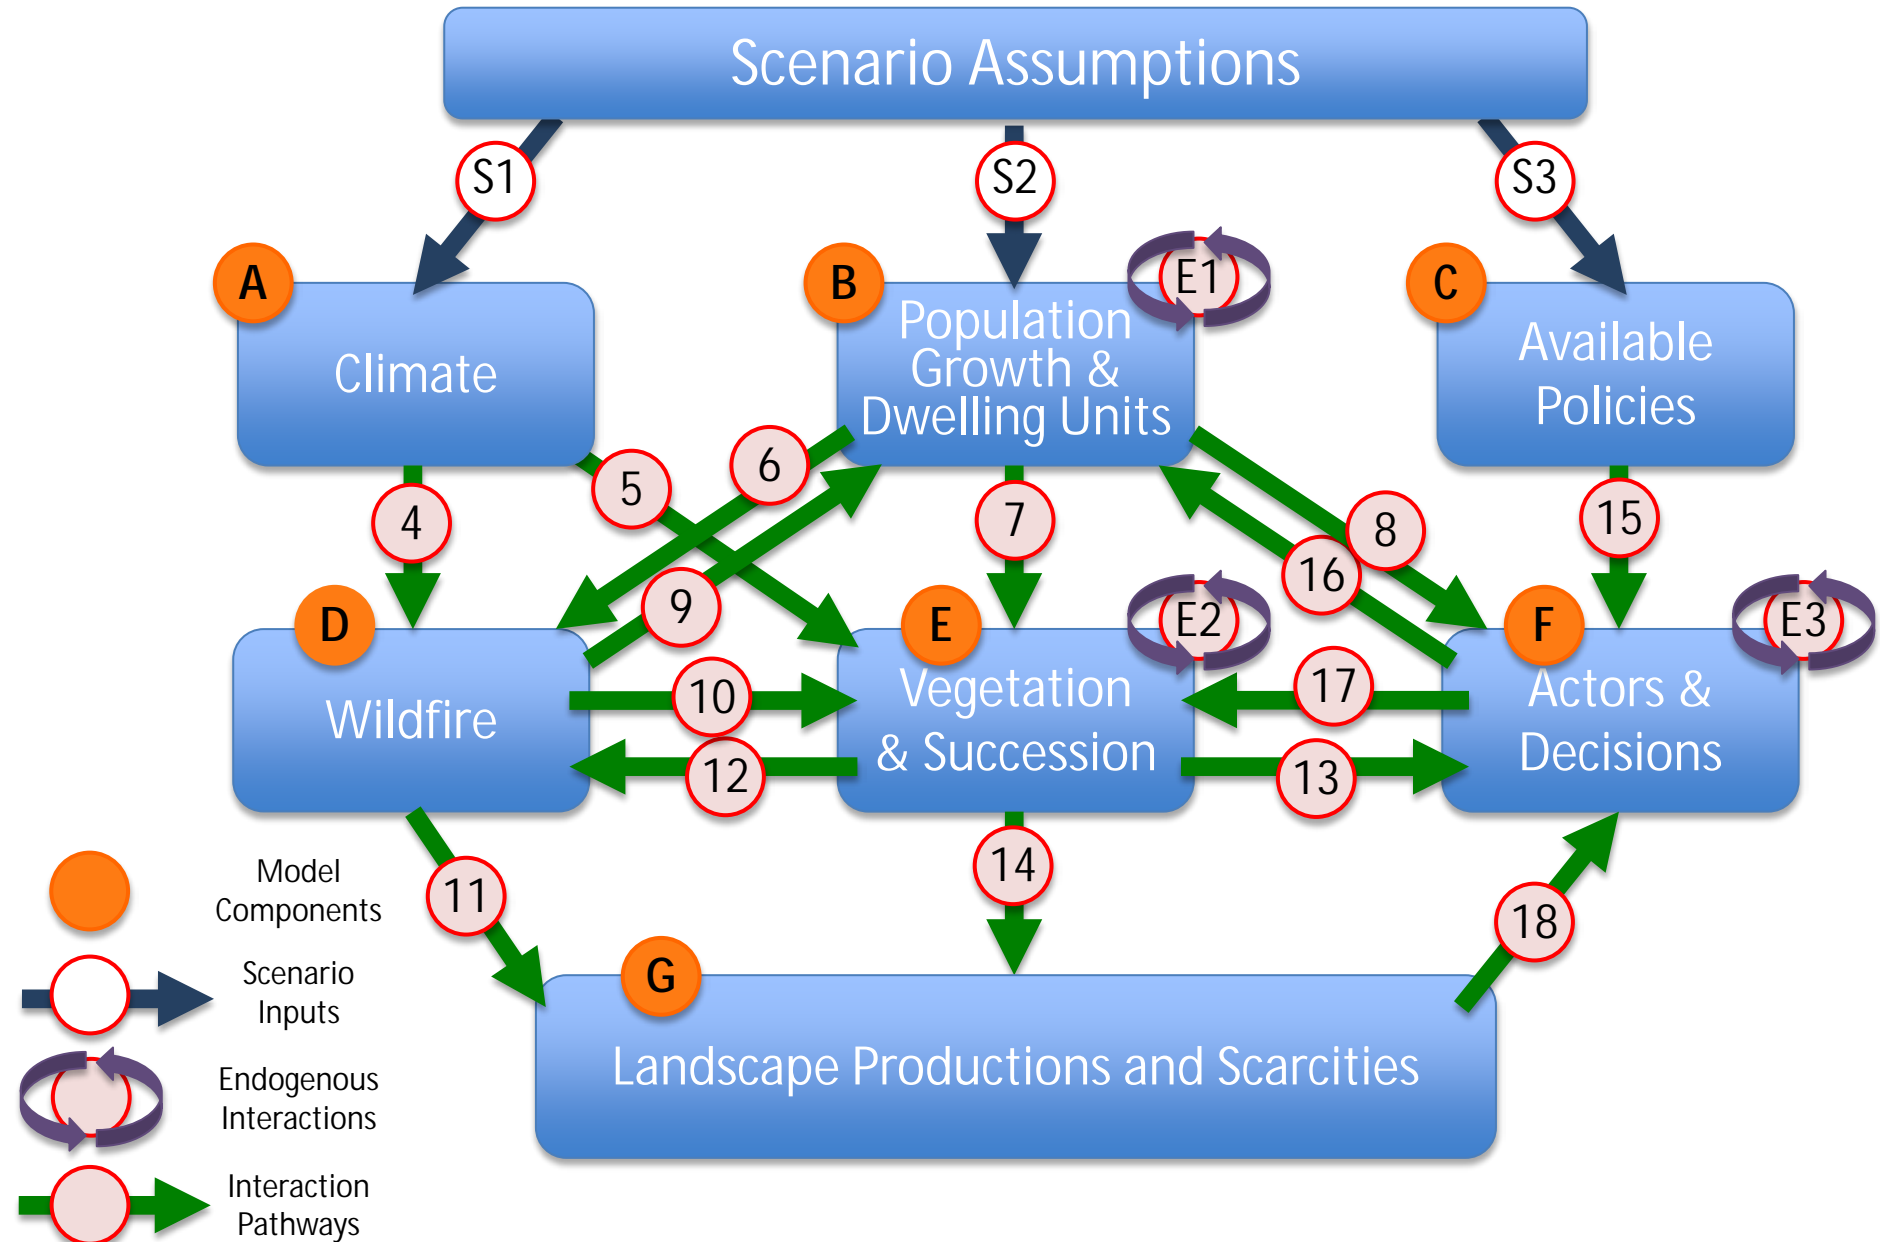 Scenario Assumptions
S1
S2
S3
A
B
E1
C
Climate
Population
Growth &
Dwelling Units
Available
Policies
4
5
6
7
8
9
16
15
D
E
E2
F
E3
Wildfire
10
12
Vegetation
& Succession
17
13
Actors &
Decisions
11
14
18
G
Landscape Productions and Scarcities
Model
Components
Scenario
Inputs
Endogenous
Interactions
Interaction
Pathways